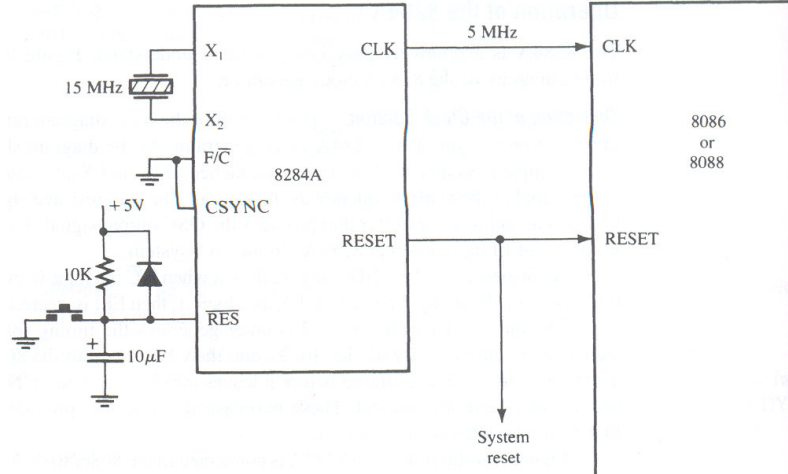 X₁
CLK
5 MHz
CLK
15 MHz
X₂
8086
or
8088
F/C̅
8284A
+5V
CSYNC
RESET
RESET
10K
R̅E̅S̅
+
10μF
System
reset